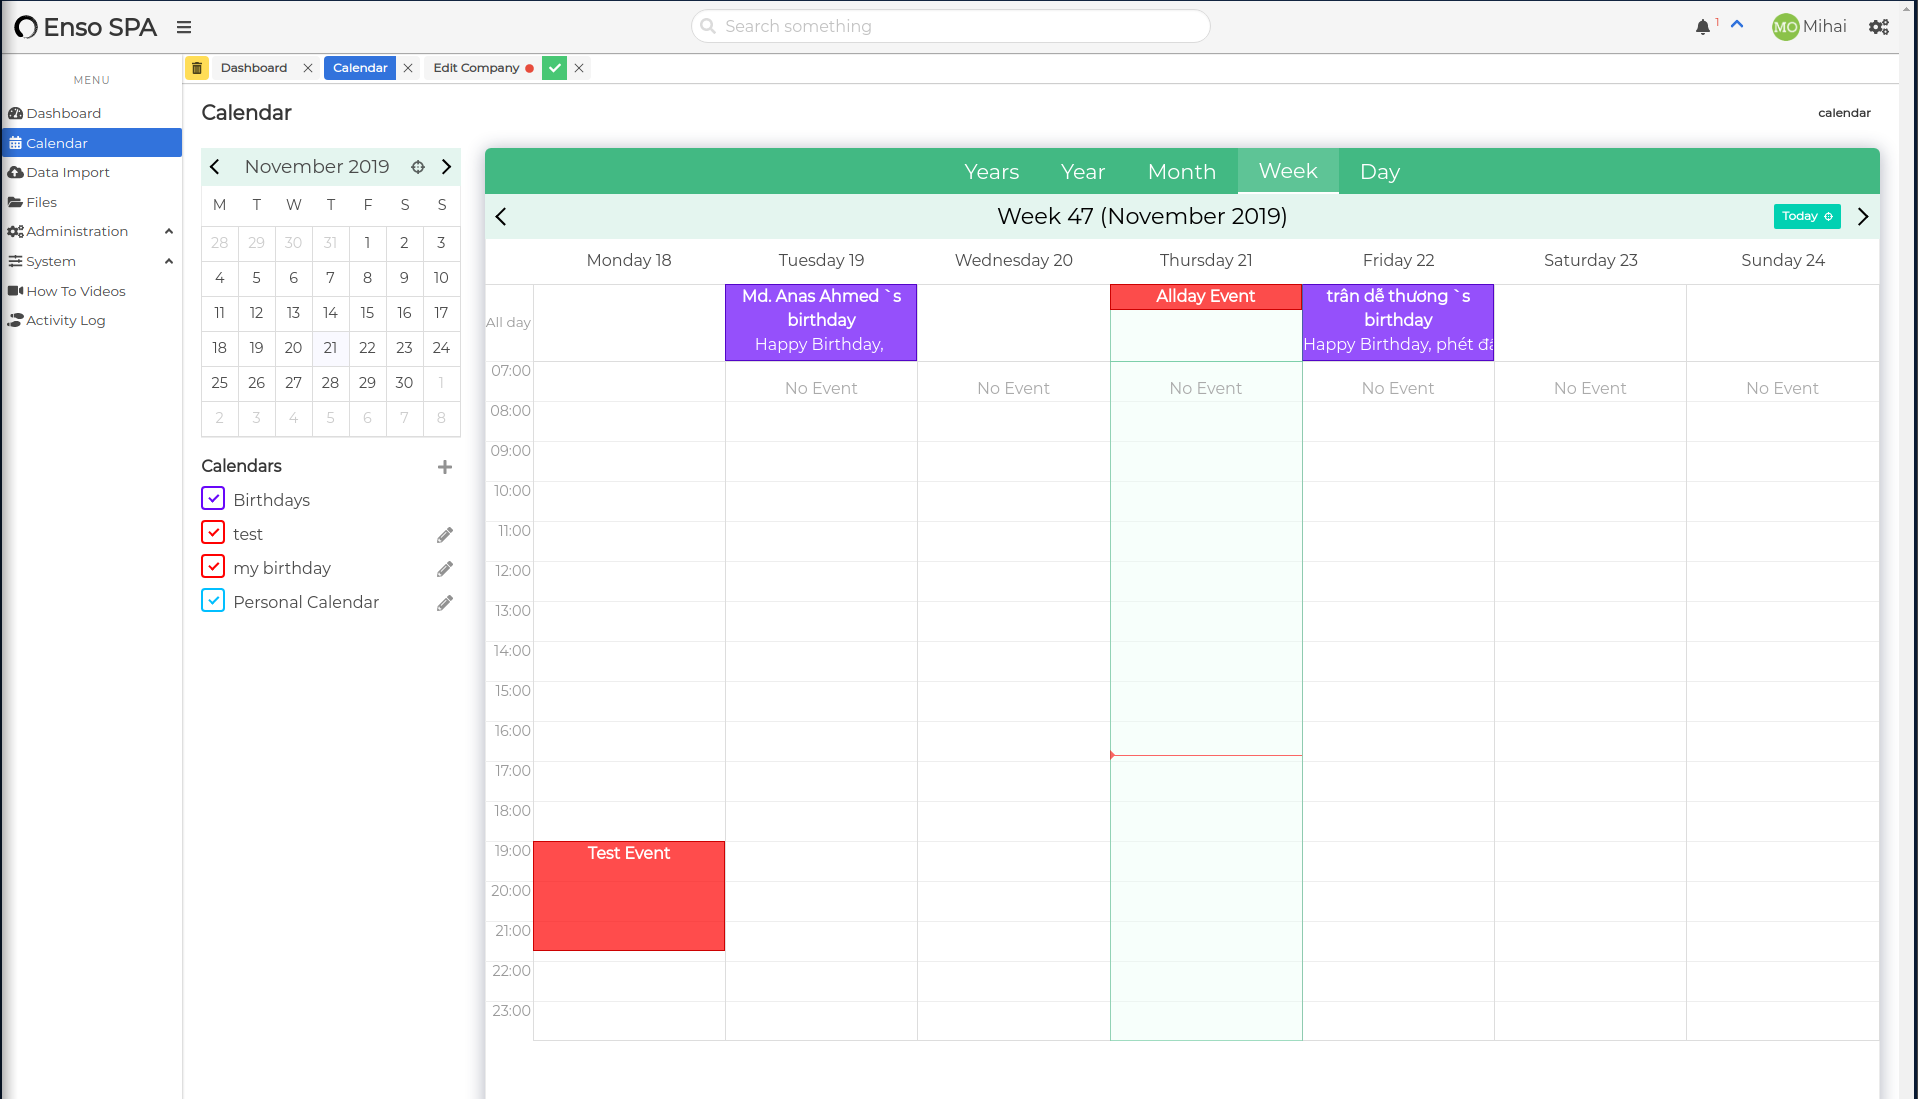 Enso SPA
Search something
1
MO Mihai
Dashboard
Calendar
Edit Company
MENU
Dashboard
Calendar
Data Import
Files
Administration
System
How To Videos
Activity Log
Calendar
calendar
November 2019
M T W T F S S
28 29 30 31 1 2 3
4 5 6 7 8 9 10
11 12 13 14 15 16 17
18 19 20 21 22 23 24
25 26 27 28 29 30 1
2 3 4 5 6 7 8
Calendars
Birthdays
test
my birthday
Personal Calendar
Years Year Month Week Day
Week 47 (November 2019)
Today
Monday 18 Tuesday 19 Wednesday 20 Thursday 21 Friday 22 Saturday 23 Sunday 24
All day
Md. Anas Ahmed `s
birthday
Happy Birthday,
Allday Event
trân dễ thương `s
birthday
Happy Birthday, phét
No Event No Event No Event No Event No Event No Event
07:00
08:00
09:00
10:00
11:00
12:00
13:00
14:00
15:00
16:00
17:00
18:00
19:00
Test Event
20:00
21:00
22:00
23:00